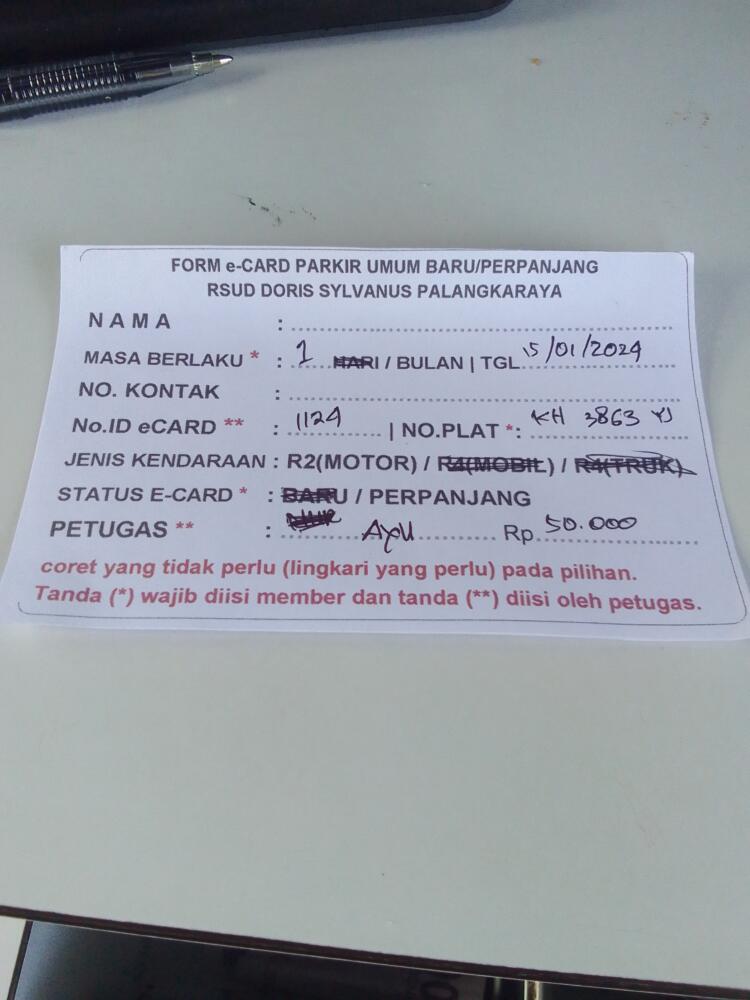 FORM e-CARD PARKIR UMUM BARU/PERPANJANG
RSUD DORIS SYLVANUS PALANGKARAYA
NAMA :
MASA BERLAKU * : 1 HARI / BULAN | TGL 15/01/2024
NO. KONTAK :
No.ID eCARD ** : 1124 | NO.PLAT *: KH 3863 YJ
JENIS KENDARAAN : R2(MOTOR) / R4(MOBIL) / R4(TRUK)
STATUS E-CARD * : BARU / PERPANJANG
PETUGAS ** : AYU Rp 50.000
coret yang tidak perlu (lingkari yang perlu) pada pilihan.
Tanda (*) wajib diisi member dan tanda (**) diisi oleh petugas.